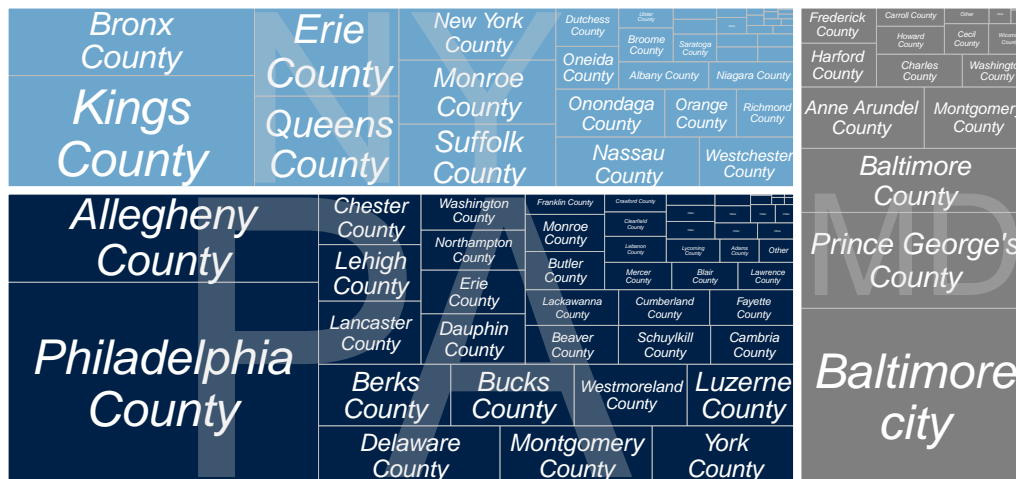 Bronx
County
Kings
County
Erie
County
Queens
County
New York
County
Monroe
County
Suffolk
County
Dutchess
County
Oneida
County
Ulster
County
Broome
County
Saratoga
County
Albany County
Niagara County
Onondaga
County
Orange
County
Richmond
County
Nassau
County
Westchester
County
NY
Allegheny
County
Philadelphia
County
Chester
County
Lehigh
County
Lancaster
County
Washington
County
Northampton
County
Erie
County
Dauphin
County
Franklin County
Monroe
County
Butler
County
Crawford County
Clearfield
County
Lebanon
County
Lycoming
County
Adams
County
Other
Mercer
County
Blair
County
Lawrence
County
Lackawanna
County
Cumberland
County
Fayette
County
Beaver
County
Schuylkill
County
Cambria
County
Berks
County
Bucks
County
Westmoreland
County
Luzerne
County
Delaware
County
Montgomery
County
York
County
PA
Frederick
County
Harford
County
Carroll County
Other
Howard
County
Cecil
County
Charles
County
Washington
County
Anne Arundel
County
Montgomery
County
Baltimore
County
Prince George's
County
Baltimore
city
MD